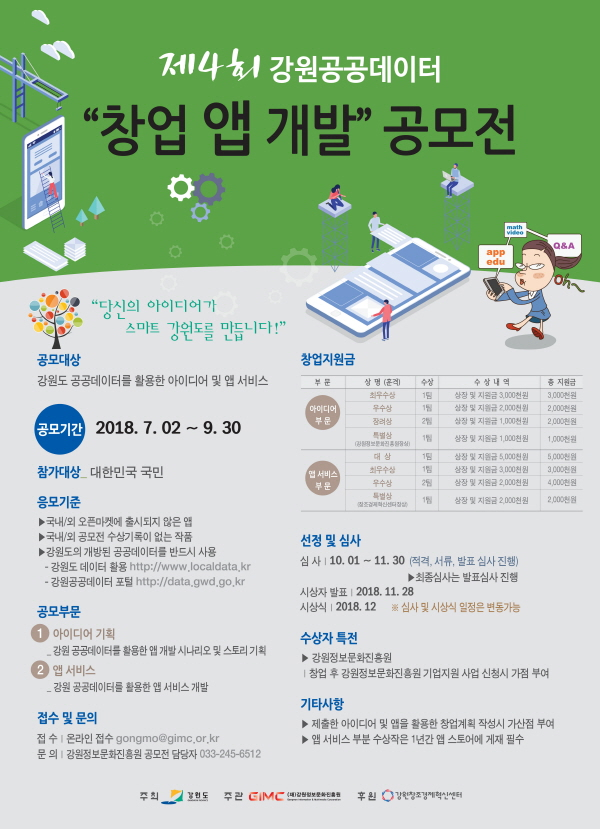 제4회 강원공공데이터
“창업 앱 개발” 공모전
math video
app edu
Q&A
oh~
“당신의 아이디어가
스마트 강원도를 만듭니다!”
공모대상
강원도 공공데이터를 활용한 아이디어 및 앱 서비스
공모기간 2018. 7. 02 ~ 9. 30
참가대상_ 대한민국 국민
응모기준
▶국내/외 오픈마켓에 출시되지 않은 앱
▶국내/외 공모전 수상기록이 없는 작품
▶강원도의 개방된 공공데이터를 반드시 사용
- 강원도 데이터 활용 http://www.localdata.kr
- 강원공공데이터 포털 http://data.gwd.go.kr
공모부문
1 아이디어 기획
_ 강원 공공데이터를 활용한 앱 개발 시나리오 및 스토리 기획
2 앱 서비스
_ 강원 공공데이터를 활용한 앱 서비스 개발
접수 및 문의
접 수 | 온라인 접수 gongmo@gimc.or.kr
문 의 | 강원정보문화진흥원 공모전 담당자 033-245-6512
창업지원금
부 문 상 명 (훈격) 수상 수 상 내 역 총 지원금
아이디어 부 문
최우수상 1팀 상장 및 지원금 3,000천원 3,000천원
우수상 1팀 상장 및 지원금 2,000천원 2,000천원
장려상 2팀 상장 및 지원금 1,000천원 2,000천원
특별상 (강원정보문화진흥원장상) 1팀 상장 및 지원금 1,000천원 1,000천원
앱 서비스 부 문
대 상 1팀 상장 및 지원금 5,000천원 5,000천원
최우수상 1팀 상장 및 지원금 3,000천원 3,000천원
우수상 2팀 상장 및 지원금 2,000천원 4,000천원
특별상 (창조경제혁신센터장상) 1팀 상장 및 지원금 2,000천원 2,000천원
선정 및 심사
심 사 | 10. 01 ~ 11. 30 (적격, 서류, 발표 심사 진행)
▶최종심사는 발표심사 진행
시상자 발표 | 2018. 11. 28
시상식 | 2018. 12 ※ 심사 및 시상식 일정은 변동가능
수상자 특전
▶ 강원정보문화진흥원
| 창업 후 강원정보문화진흥원 기업지원 사업 신청시 가점 부여
기타사항
▶ 제출한 아이디어 및 앱을 활용한 창업계획 작성시 가산점 부여
▶ 앱 서비스 부분 수상작은 1년간 앱 스토어에 게재 필수
주 최 강원도 주 관 GIMC (재)강원정보문화진흥원 후 원 강원창조경제혁신센터